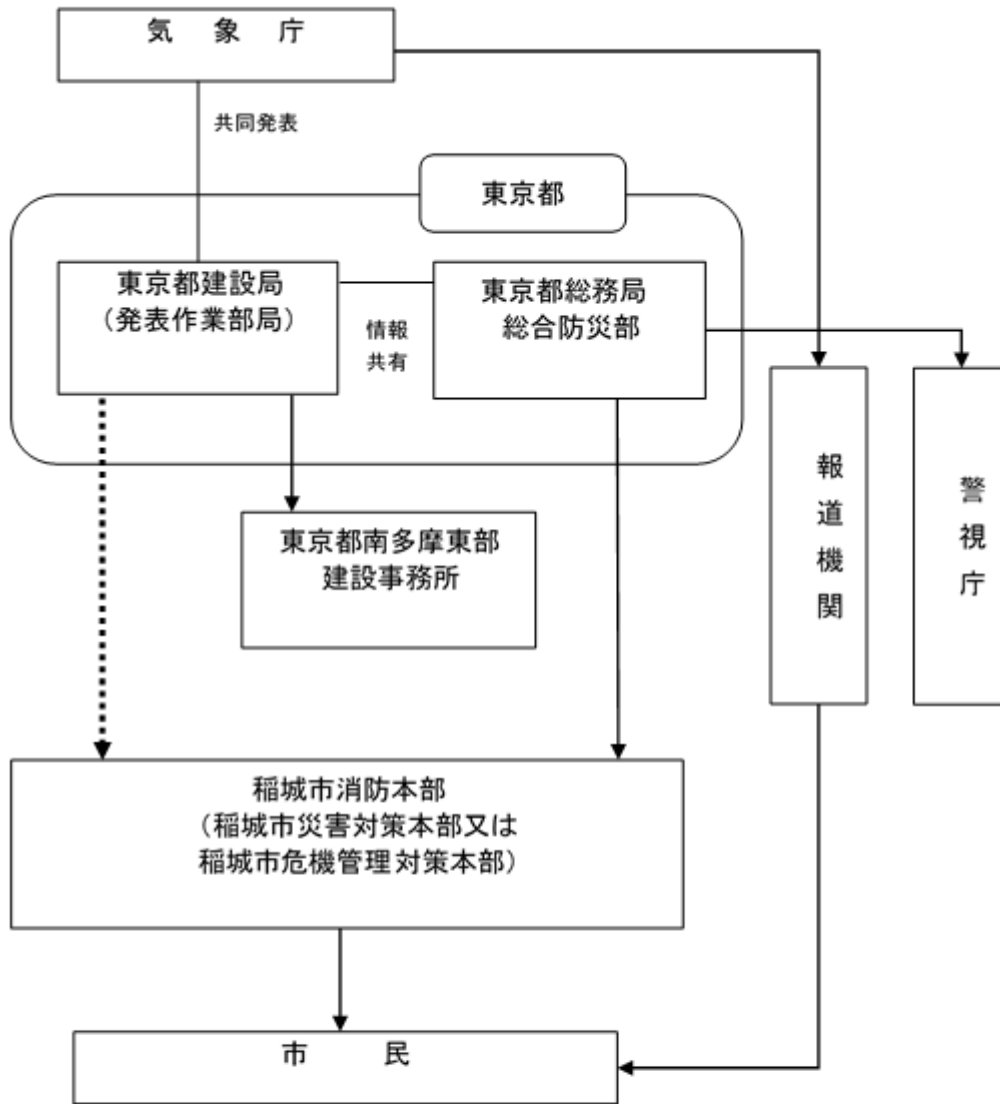 気　象　庁
共同発表
東京都
東京都建設局
（発表作業部局）
情報
共有
東京都総務局
総合防災部
報道機関
警視庁
東京都南多摩東部
建設事務所
稲城市消防本部
（稲城市災害対策本部又は
稲城市危機管理対策本部）
市　　民